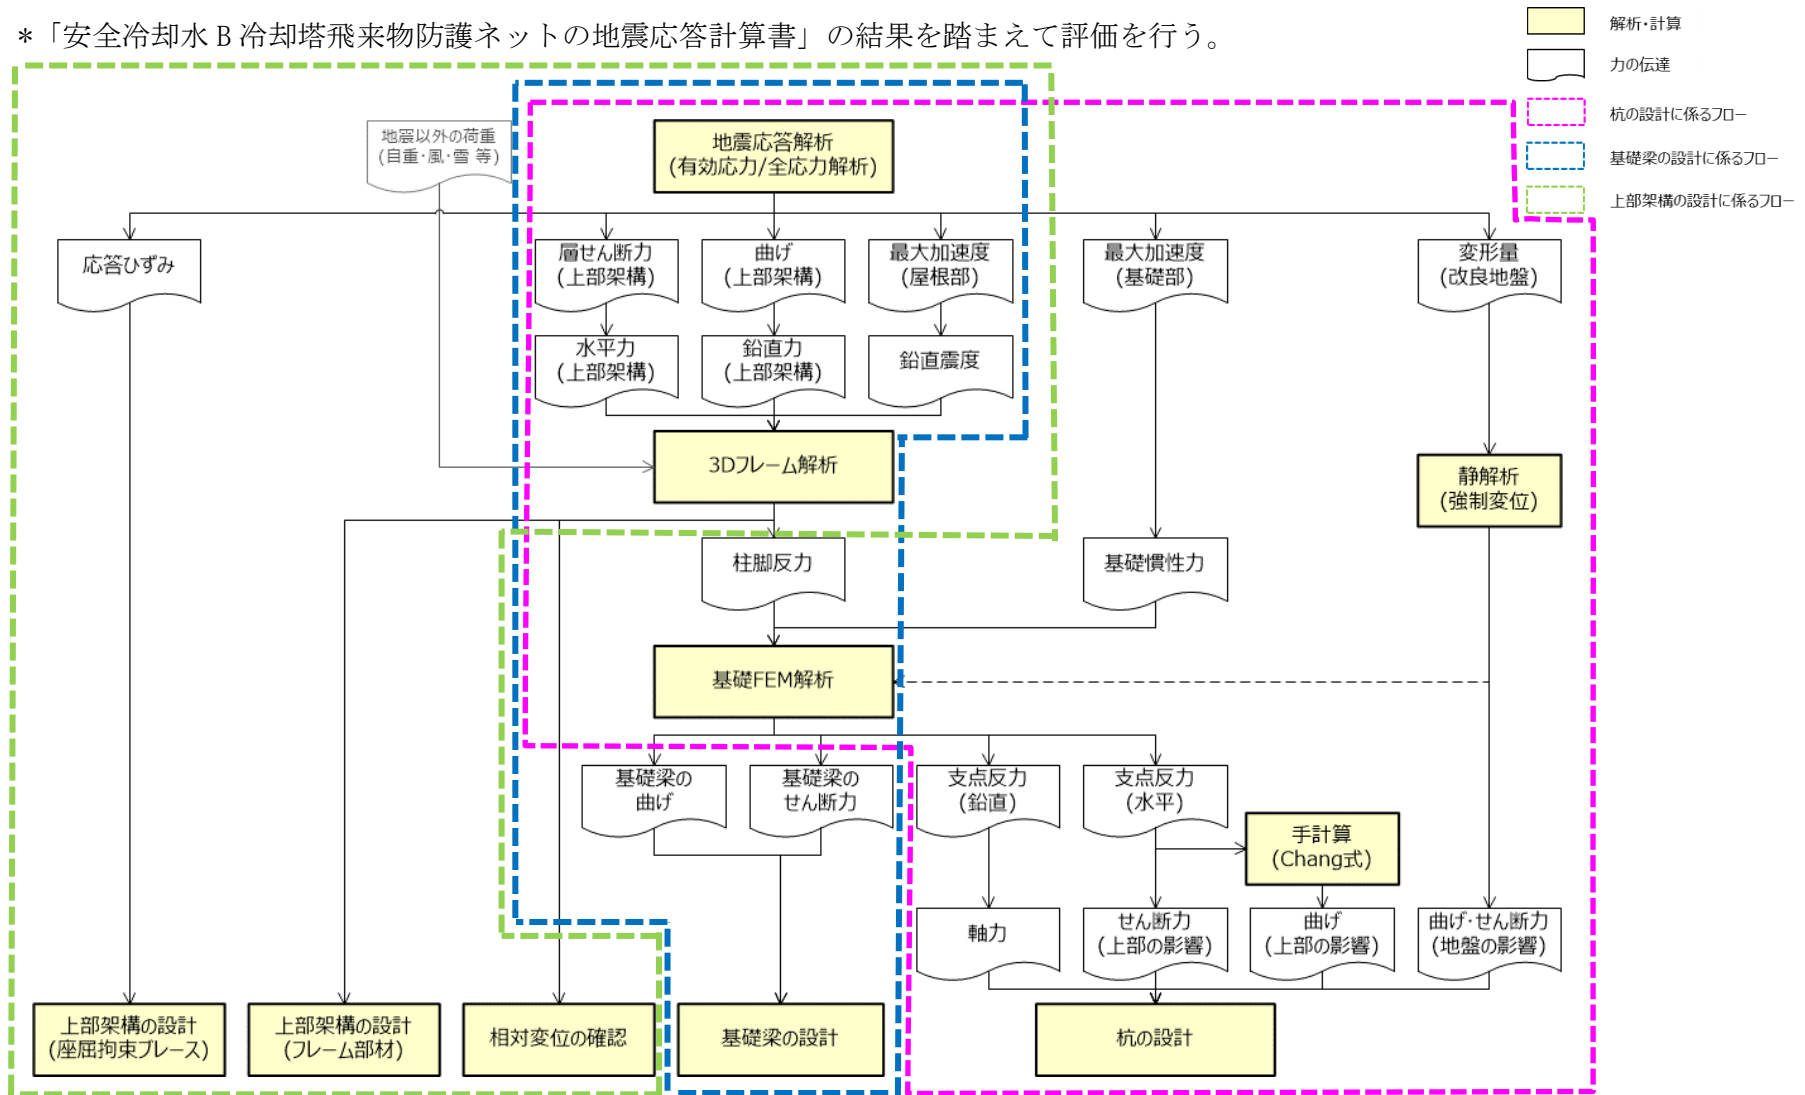 *「安全冷却水 B 冷却塔飛来物防護ネットの地震応答計算書」の結果を踏まえて評価を行う。
解析・計算
力の伝達
杭の設計に係るフロー
基礎梁の設計に係るフロー
上部架構の設計に係るフロー
地震以外の荷重
(自重・風・雪 等)
地震応答解析
(有効応力/全応力解析)
応答ひずみ
層せん断力
(上部架構)
曲げ
(上部架構)
最大加速度
(屋根部)
最大加速度
(基礎部)
変形量
(改良地盤)
水平力
(上部架構)
鉛直力
(上部架構)
鉛直震度
3Dフレーム解析
静解析
(強制変位)
柱脚反力
基礎慣性力
基礎FEM解析
基礎梁の
曲げ
基礎梁の
せん断力
支点反力
(鉛直)
支点反力
(水平)
手計算
(Chang式)
軸力
せん断力
(上部の影響)
曲げ
(上部の影響)
曲げ・せん断力
(地盤の影響)
上部架構の設計
(座屈拘束ブレース)
上部架構の設計
(フレーム部材)
相対変位の確認
基礎梁の設計
杭の設計